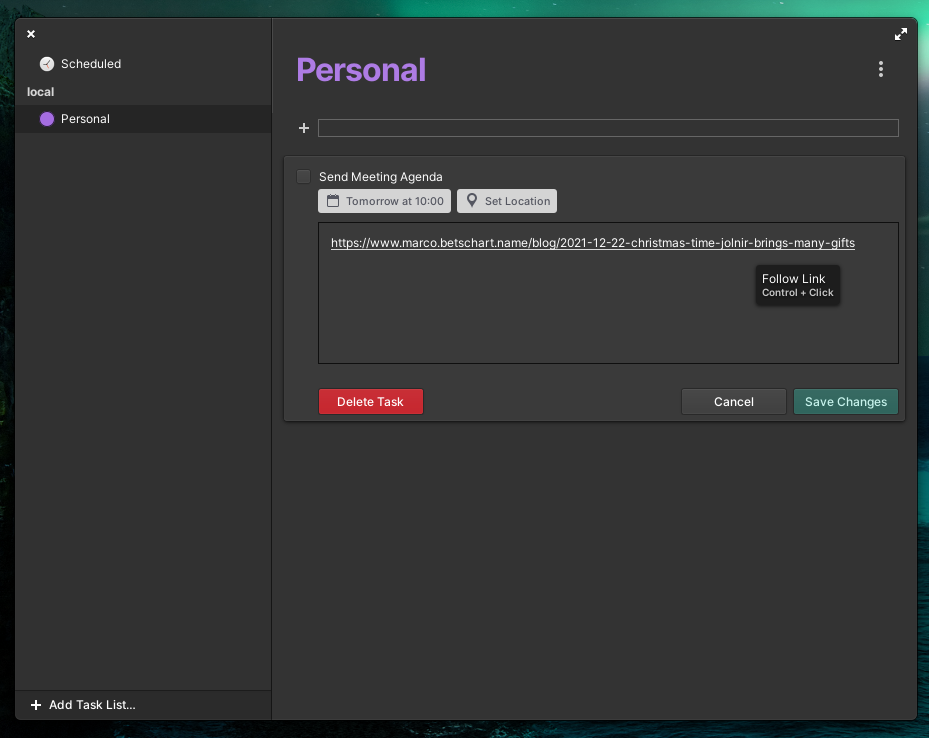 Scheduled
local
Personal
Add Task List...
Personal
Send Meeting Agenda
Tomorrow at 10:00
Set Location
https://www.marco.betschart.name/blog/2021-12-22-christmas-time-jolnir-brings-many-gifts
Follow Link
Control + Click
Delete Task
Cancel
Save Changes